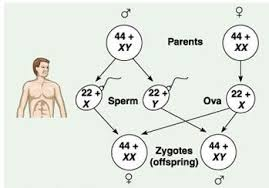 ♂ ♀
44 + XY Parents 44 + XX
22 + X Sperm 22 + Y Ova 22 + X
44 + XX Zygotes (offspring) 44 + XY
♀ ♂